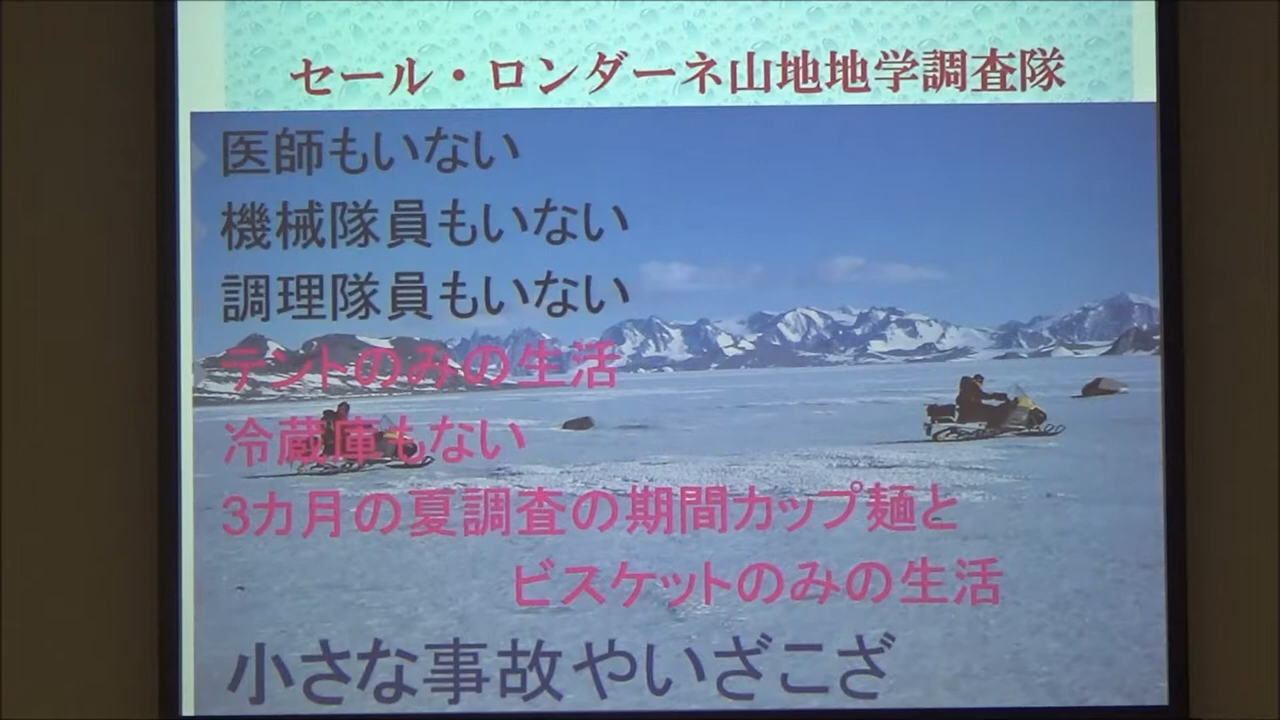 セール・ロンダーネ山地地学調査隊
医師もいない
機械隊員もいない
調理隊員もいない
テントのみの生活
冷蔵庫もない
3カ月の夏調査の期間カップ麺と
ビスケットのみの生活
小さな事故やいざこざ